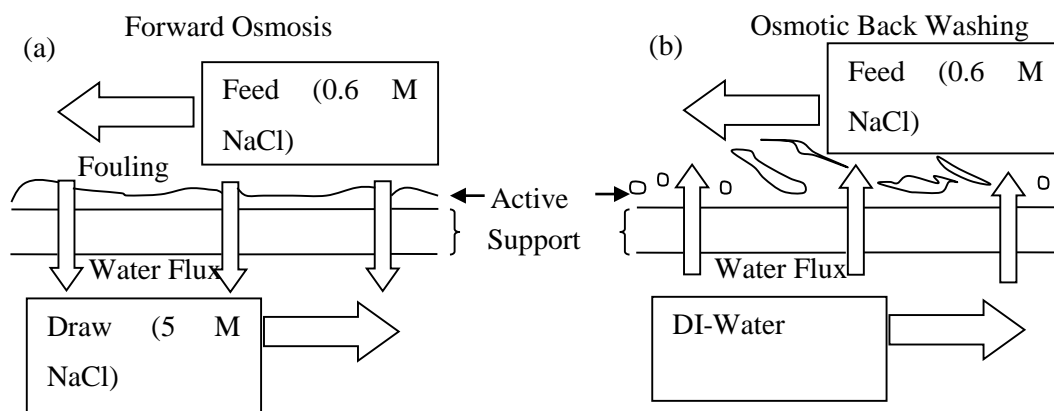 Forward Osmosis
(a)
Feed (0.6 M
NaCl)
Fouling
Water Flux
Draw (5 M
NaCl)
Active
Support
Osmotic Back Washing
(b)
Feed (0.6 M
NaCl)
Water Flux
DI-Water